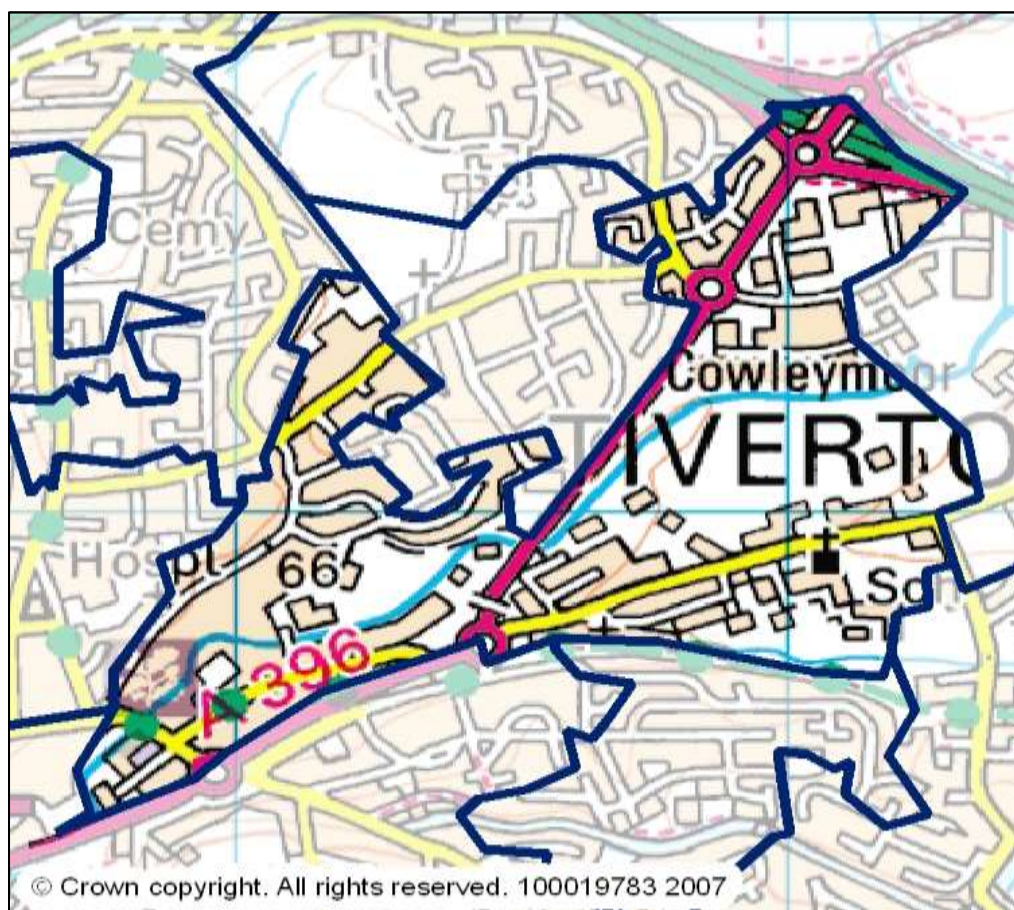 Cemy
Cowleymoor
TIVERTO
Hospl
66
Sch
A 396
© Crown copyright. All rights reserved. 100019783 2007